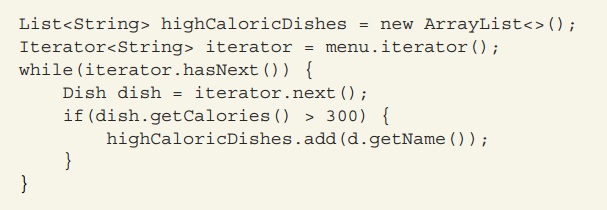 List<String> highCaloricDishes = new ArrayList<>();
Iterator<String> iterator = menu.iterator();
while(iterator.hasNext()) {
    Dish dish = iterator.next();
    if(dish.getCalories() > 300) {
        highCaloricDishes.add(d.getName());
    }
}